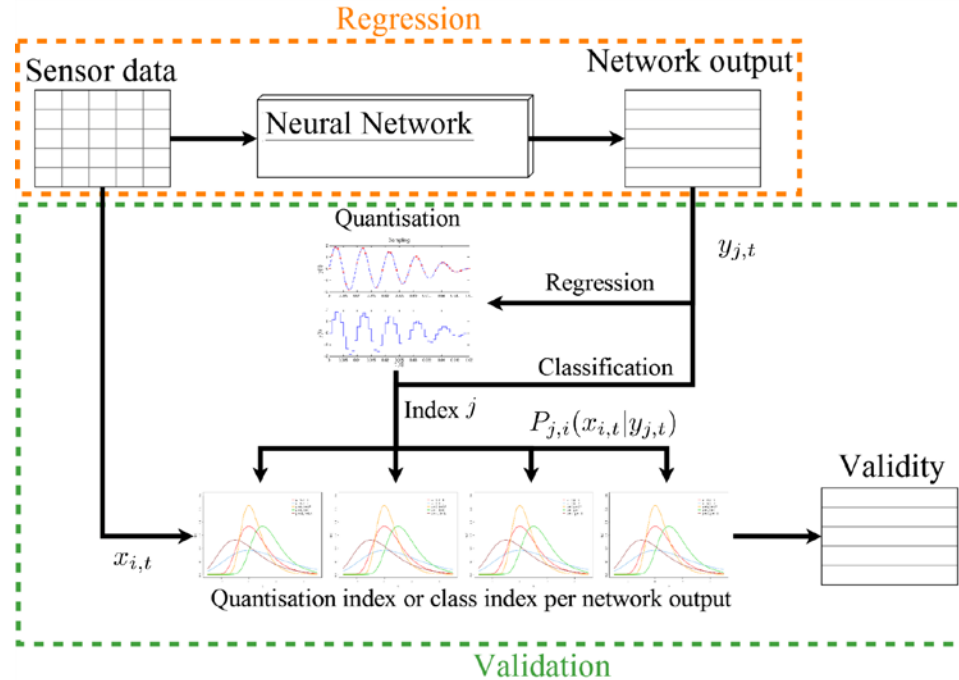 Regression
Sensor data
Network output
Neural Network
Quantisation
Sampling
y_{j,t}
Regression
Classification
Index j
P_{j,i}(x_{i,t}|y_{j,t})
Validity
x_{i,t}
Quantisation index or class index per network output
Validation